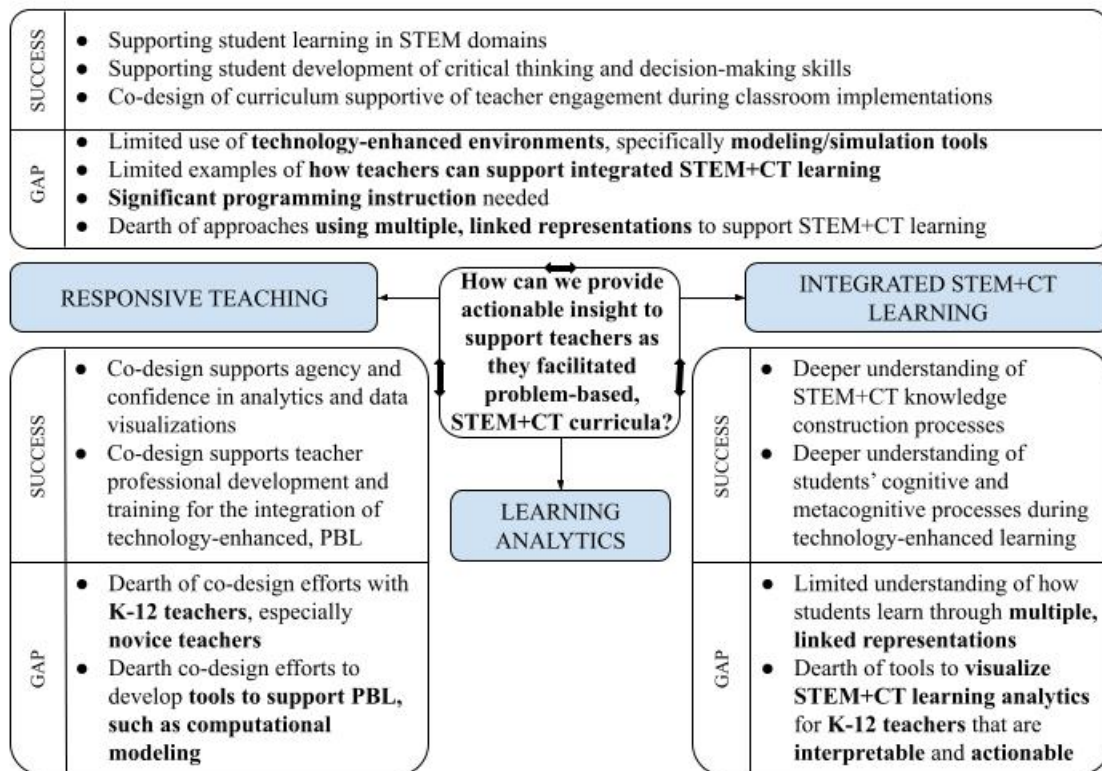 SUCCESS
● Supporting student learning in STEM domains
● Supporting student development of critical thinking and decision-making skills
● Co-design of curriculum supportive of teacher engagement during classroom implementations
GAP
● Limited use of technology-enhanced environments, specifically modeling/simulation tools
● Limited examples of how teachers can support integrated STEM+CT learning
● Significant programming instruction needed
● Dearth of approaches using multiple, linked representations to support STEM+CT learning
RESPONSIVE TEACHING
How can we provide
actionable insight to
support teachers as
they facilitated
problem-based,
STEM+CT curricula?
INTEGRATED STEM+CT
LEARNING
LEARNING
ANALYTICS
SUCCESS
● Co-design supports agency and
confidence in analytics and data
visualizations
● Co-design supports teacher
professional development and
training for the integration of
technology-enhanced, PBL
GAP
● Dearth of co-design efforts with
K-12 teachers, especially
novice teachers
● Dearth co-design efforts to
develop tools to support PBL,
such as computational
modeling
SUCCESS
● Deeper understanding of
STEM+CT knowledge
construction processes
● Deeper understanding of
students’ cognitive and
metacognitive processes during
technology-enhanced learning
GAP
● Limited understanding of how
students learn through multiple,
linked representations
● Dearth of tools to visualize
STEM+CT learning analytics
for K-12 teachers that are
interpretable and actionable